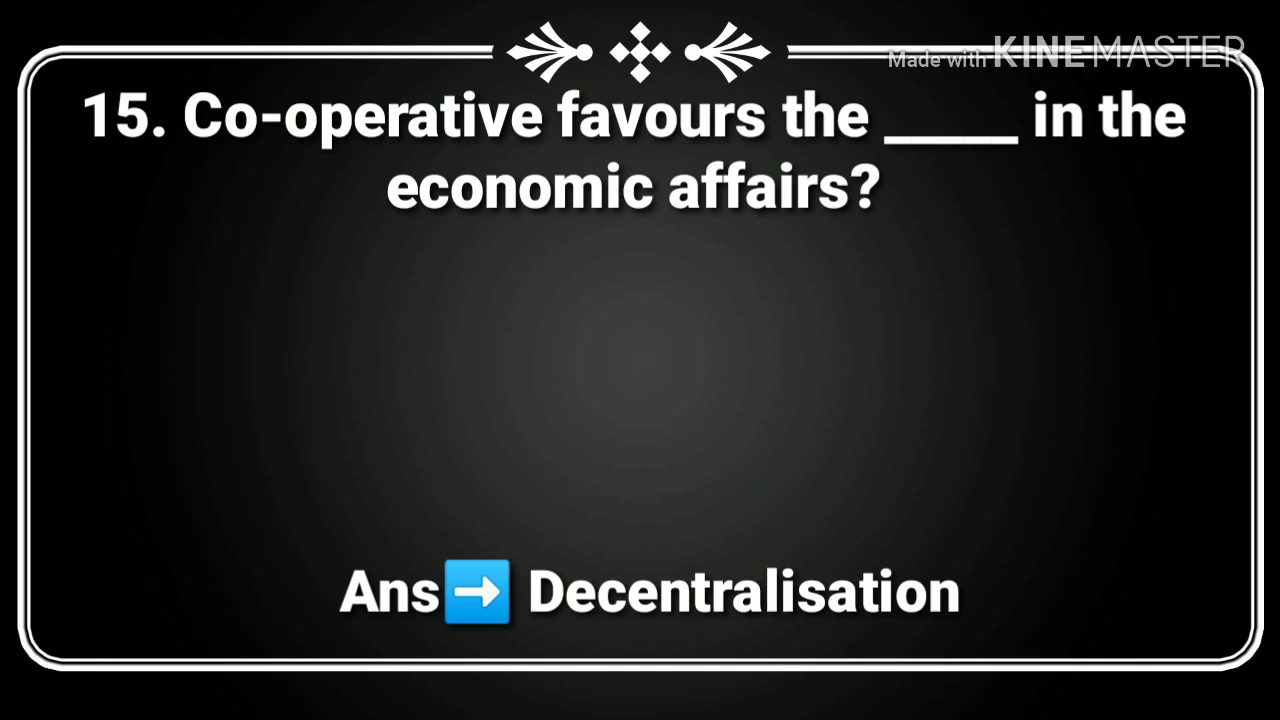 Made with KINEMASTER
15. Co-operative favours the _____ in the
economic affairs?
Ans➡️ Decentralisation